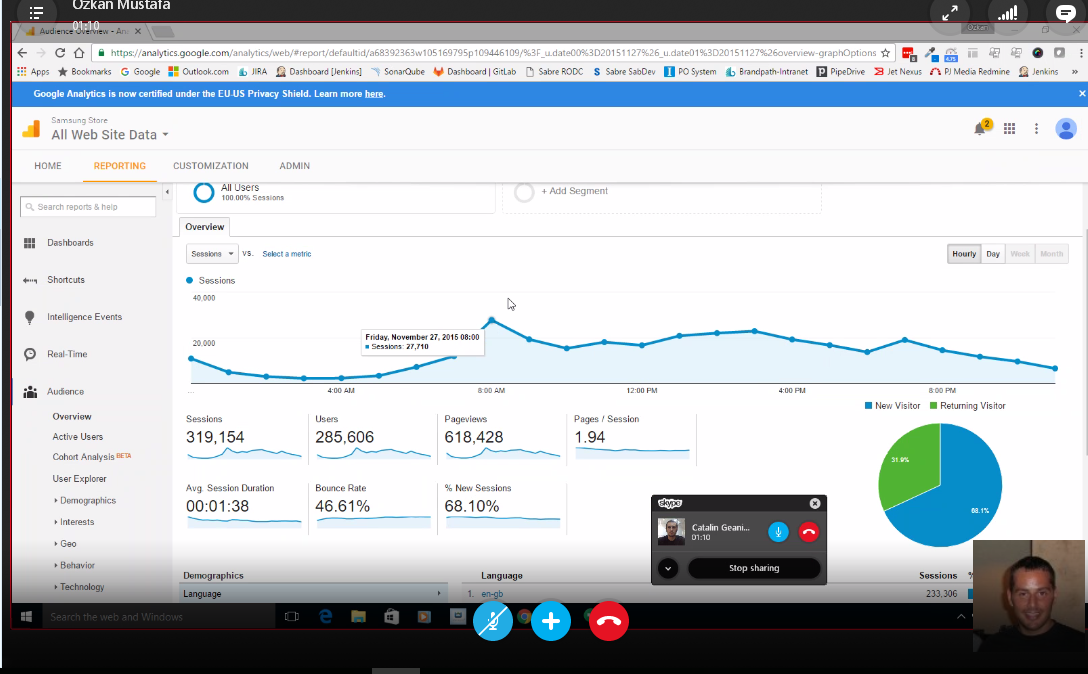 Ozkan Mustafa
01:10
Audience Overview - Ana
Ozkan
https://analytics.google.com/analytics/web/#report/defaultid/a68392363w105169795p109446109/%3F_u.date00%3D20151127%26_u.date01%3D20151127%26overview-graphOptions
Apps Bookmarks Google Outlook.com JIRA Dashboard [Jenkins] SonarQube Dashboard | GitLab Sabre RODC Sabre SabDev PO System Brandpath-Intranet PipeDrive Jet Nexus PJ Media Redmine Jenkins »
Google Analytics is now certified under the EU-US Privacy Shield. Learn more here.
Samsung Store
All Web Site Data
2
HOME REPORTING CUSTOMIZATION ADMIN
Search reports & help
Dashboards
Shortcuts
Intelligence Events
Real-Time
Audience
Overview
Active Users
Cohort Analysis BETA
User Explorer
Demographics
Interests
Geo
Behavior
Technology
All Users
100.00% Sessions
+ Add Segment
Overview
Sessions VS. Select a metric
Hourly Day Week Month
Sessions
40,000
20,000
Friday, November 27, 2015 08:00
Sessions: 27,710
... 4:00 AM 8:00 AM 12:00 PM 4:00 PM 8:00 PM
New Visitor Returning Visitor
Sessions
319,154
Users
285,606
Pageviews
618,428
Pages / Session
1.94
Avg. Session Duration
00:01:38
Bounce Rate
46.61%
% New Sessions
68.10%
31.9%
68.1%
skype
Catalin Geani...
01:10
Stop sharing
Demographics
Language
Language Sessions
1. en-gb 233,306
Search the web and Windows